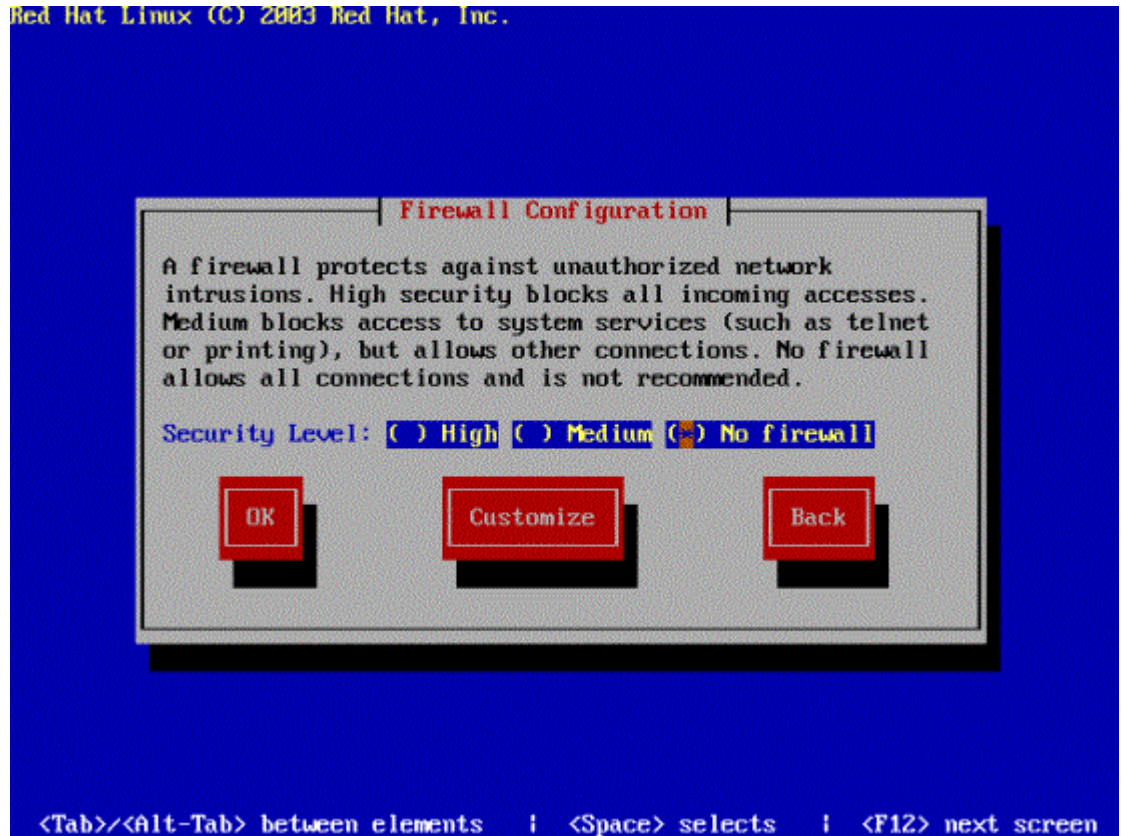 Red Hat Linux (C) 2003 Red Hat, Inc.
Firewall Configuration
A firewall protects against unauthorized network
intrusions. High security blocks all incoming accesses.
Medium blocks access to system services (such as telnet
or printing), but allows other connections. No firewall
allows all connections and is not recommended.
Security Level: ( ) High ( ) Medium (*) No firewall
OK Customize Back
<Tab>/<Alt-Tab> between elements | <Space> selects | <F12> next screen